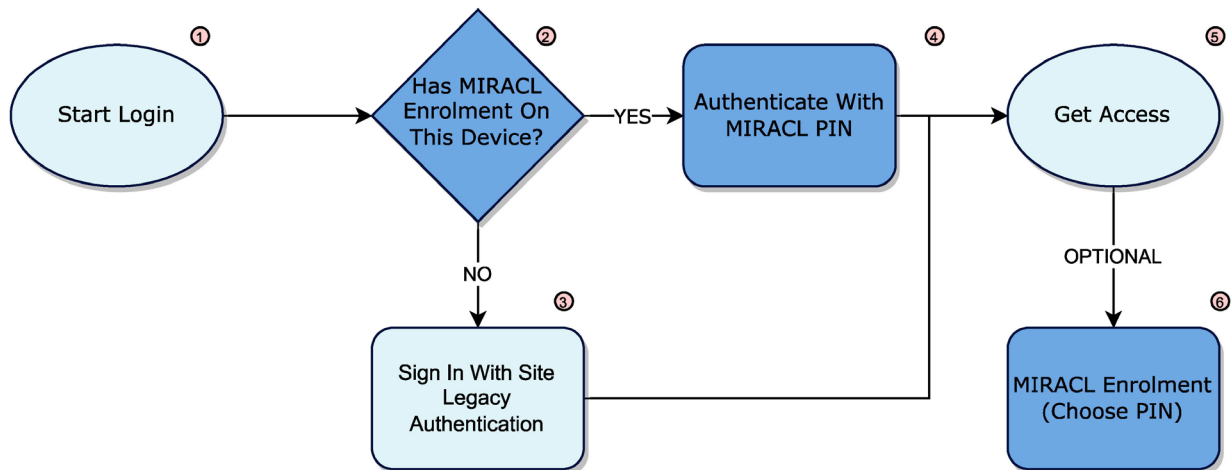 1
Start Login
2
Has MIRACL
Enrolment On
This Device?
YES
4
Authenticate With
MIRACL PIN
5
Get Access
NO
3
Sign In With Site
Legacy
Authentication
OPTIONAL
6
MIRACL Enrolment
(Choose PIN)